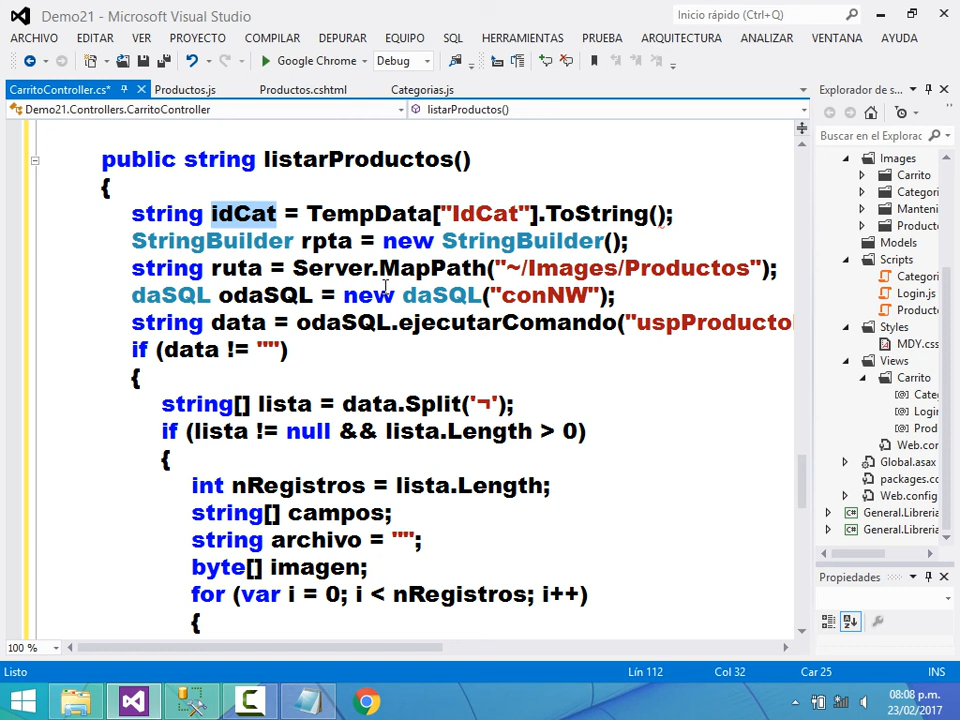 Demo21 - Microsoft Visual Studio
Inicio rápido (Ctrl+Q)
ARCHIVO EDITAR VER PROYECTO COMPILAR DEPURAR EQUIPO SQL HERRAMIENTAS PRUEBA ARQUITECTURA ANALIZAR VENTANA AYUDA
Google Chrome Debug
CarritoController.cs* Productos.js Productos.cshtml Categorias.js
Demo21.Controllers.CarritoController listarProductos()
public string listarProductos()
{
string idCat = TempData["IdCat"].ToString();
StringBuilder rpta = new StringBuilder();
string ruta = Server.MapPath("~/Images/Productos");
daSQL odaSQL = new daSQL("conNW");
string data = odaSQL.ejecutarComando("uspProducto
if (data != "")
{
string[] lista = data.Split('¬');
if (lista != null && lista.Length > 0)
{
int nRegistros = lista.Length;
string[] campos;
string archivo = "";
byte[] imagen;
for (var i = 0; i < nRegistros; i++)
{
100 %
Explorador de s...
Buscar en el Explorac
Images
Carrito
Categori
Manteni
Product
Models
Scripts
Categori
Login.js
Product
Styles
MDY.css
Views
Carrito
Cate
Login
Prod
Web.cor
Global.asax
packages.co
Web.config
General.Libreria
General.Libreria
Propiedades
Listo Lín 112 Col 32 Car 25 INS
08:08 p.m.
23/02/2017